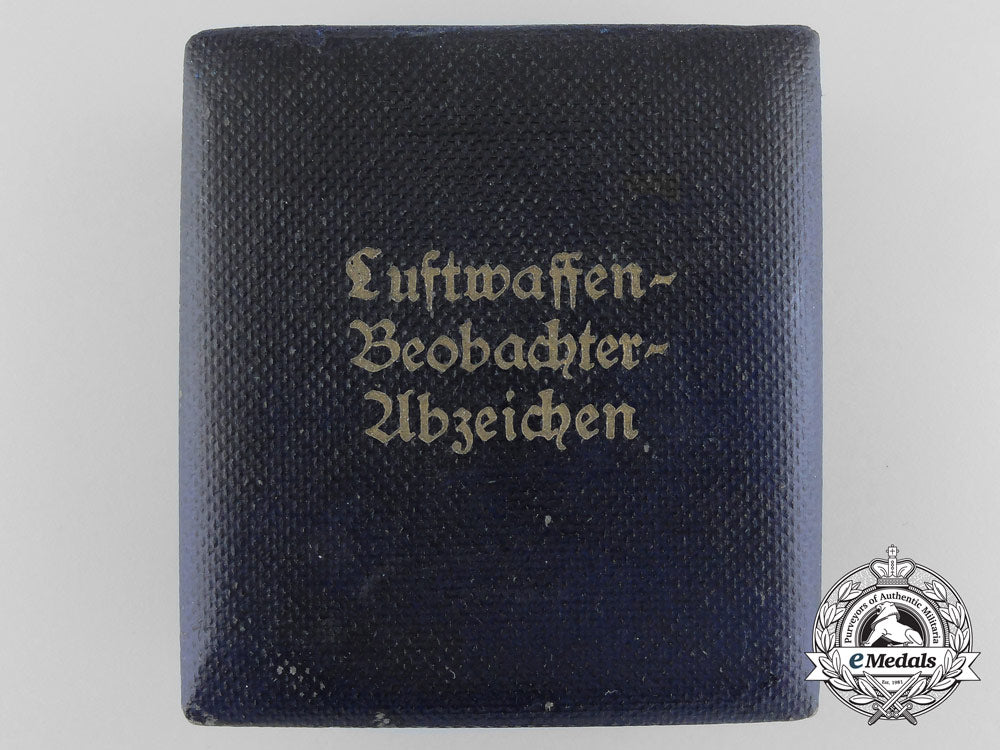 Luftwaffen-
Beobachter-
Abzeichen
Purveyors of Authentic Militaria
eMedals
Est. 1981